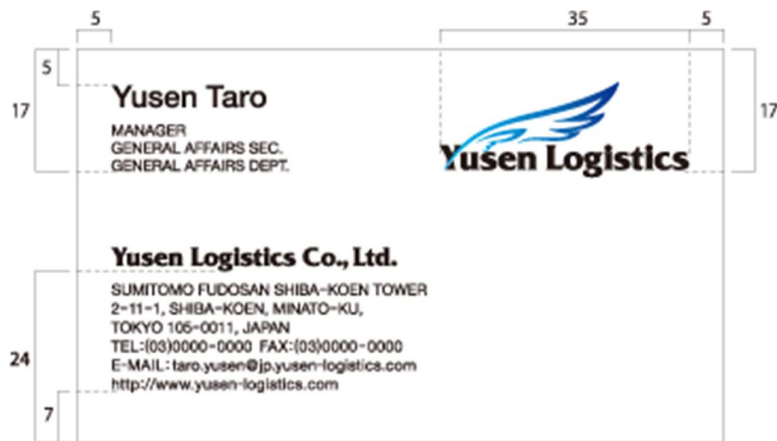 5
35
5
5
17
17
Yusen Taro
MANAGER
GENERAL AFFAIRS SEC.
GENERAL AFFAIRS DEPT.
Yusen Logistics
Yusen Logistics Co., Ltd.
SUMITOMO FUDOSAN SHIBA-KOEN TOWER
2-11-1, SHIBA-KOEN, MINATO-KU,
TOKYO 105-0011, JAPAN
TEL:(03)0000-0000 FAX:(03)0000-0000
E-MAIL:taro.yusen@jp.yusen-logistics.com
http://www.yusen-logistics.com
24
7